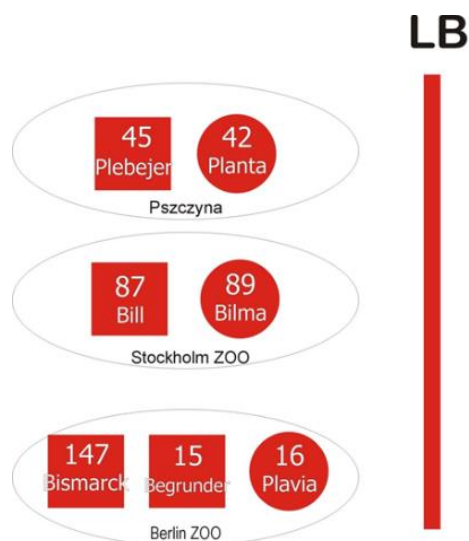 LB
45
Plebejer
42
Planta
Pszczyna
87
Bill
89
Bilma
Stockholm ZOO
147
Bismarck
15
Begrunder
16
Plavia
Berlin ZOO